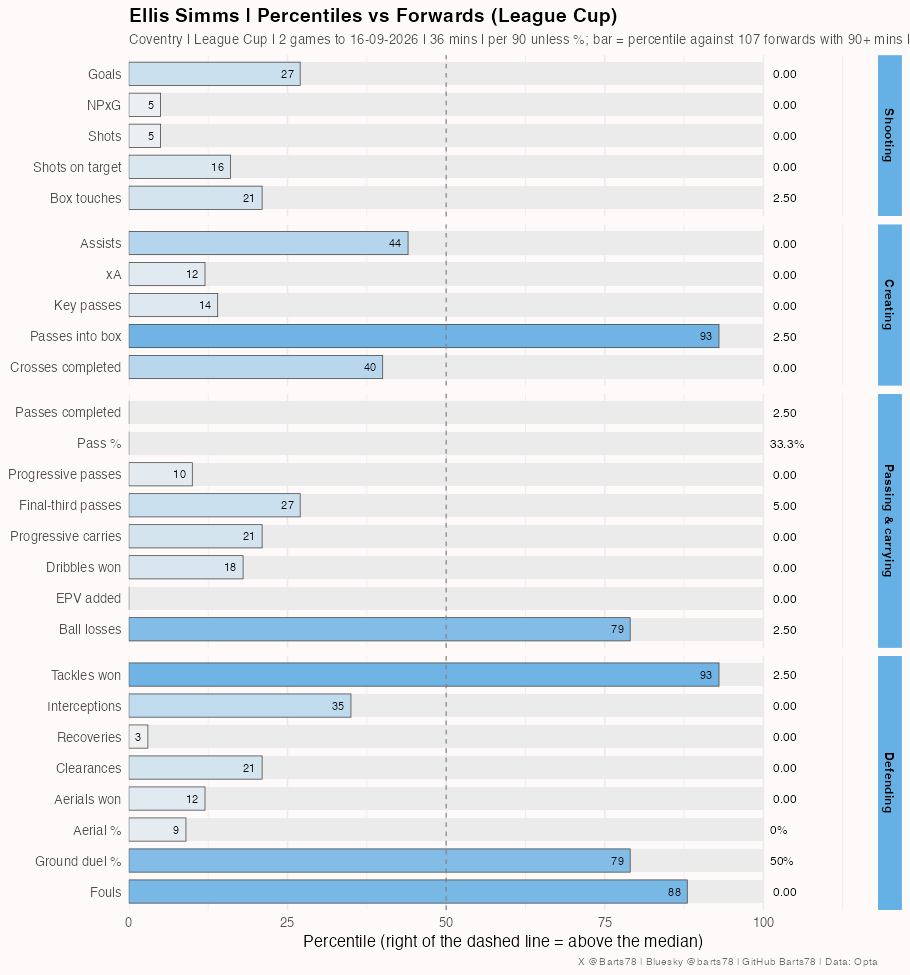 Ellis Simms | Percentiles vs Forwards (League Cup)
Coventry | League Cup | 2 games to 16-09-2026 | 36 mins | per 90 unless %; bar = percentile against 107 forwards with 90+ mins |
Goals 27 0.00
NPxG 5 0.00
Shots 5 0.00
Shots on target 16 0.00
Box touches 21 2.50
Shooting
Assists 44 0.00
xA 12 0.00
Key passes 14 0.00
Passes into box 93 2.50
Crosses completed 40 0.00
Creating
Passes completed 2.50
Pass % 33.3%
Progressive passes 10 0.00
Final-third passes 27 5.00
Progressive carries 21 0.00
Dribbles won 18 0.00
EPV added 0.00
Ball losses 79 2.50
Passing & carrying
Tackles won 93 2.50
Interceptions 35 0.00
Recoveries 3 0.00
Clearances 21 0.00
Aerials won 12 0.00
Aerial % 9 0%
Ground duel % 79 50%
Fouls 88 0.00
Defending
0 25 50 75 100
Percentile (right of the dashed line = above the median)
X @Barts78 | Bluesky @barts78 | GitHub Barts78 | Data: Opta